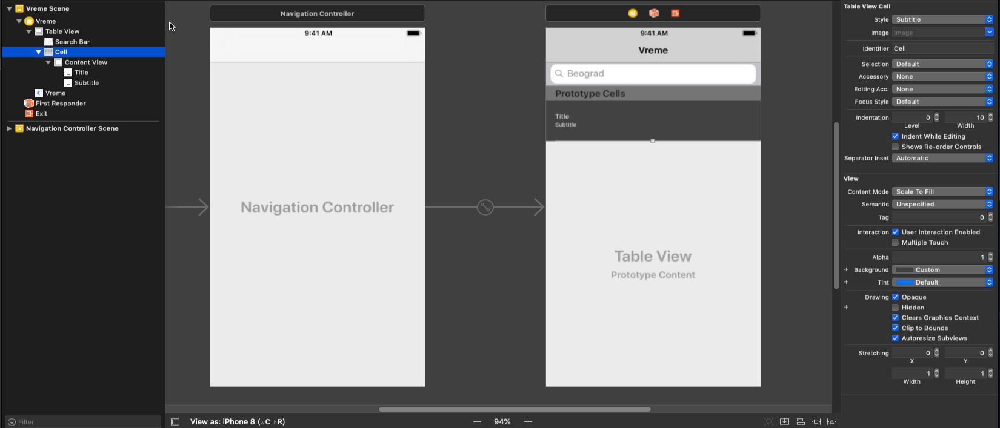 Vreme Scene
Vreme
Table View
Search Bar
Cell
Content View
Title
Subtitle
Vreme
First Responder
Exit
Navigation Controller Scene
Filter
Navigation Controller
9:41 AM
Navigation Controller
9:41 AM
Vreme
Beograd
Prototype Cells
Title
Subtitle
Table View
Prototype Content
View as: iPhone 8 (wC hR)
94%
Table View Cell
Style Subtitle
Image Image
Identifier Cell
Selection Default
Accessory None
Editing Acc. None
Focus Style Default
Indentation 0 10
Level Width
Indent While Editing
Shows Re-order Controls
Separator Inset Automatic
View
Content Mode Scale To Fill
Semantic Unspecified
Tag 0
Interaction User Interaction Enabled
Multiple Touch
Alpha 1
+ Background Custom
+ Tint Default
Drawing Opaque
+ Hidden
Clears Graphics Context
Clip to Bounds
Autoresize Subviews
Stretching 0 0
X Y
1 1
Width Height